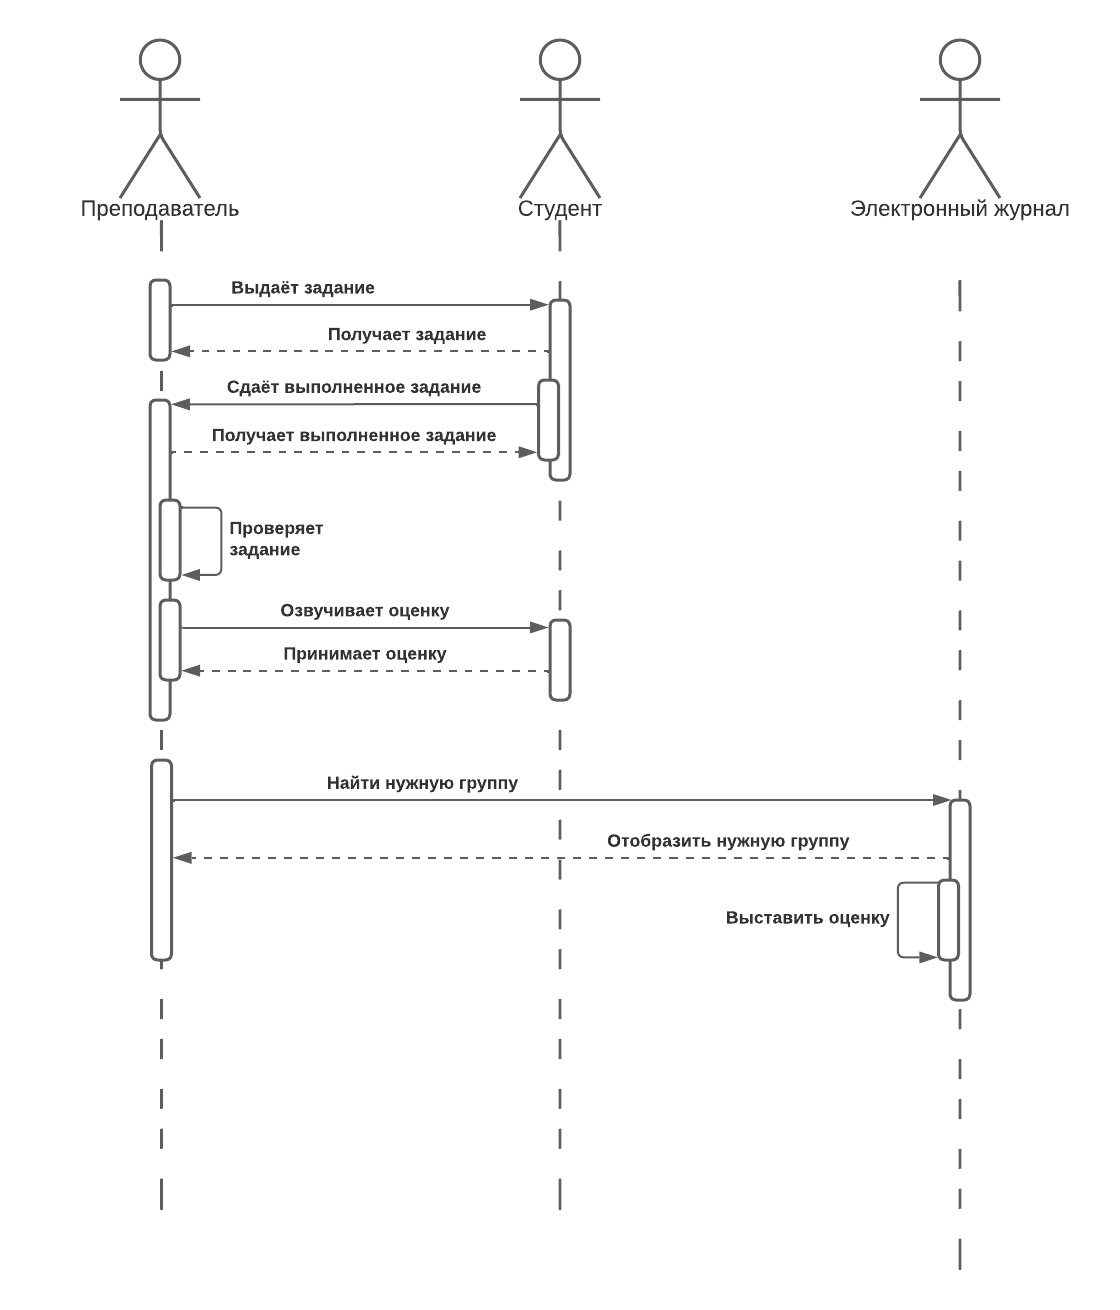 Преподаватель
Студент
Электронный журнал
Выдаёт задание
Получает задание
Сдаёт выполненное задание
Получает выполненное задание
Проверяет
задание
Озвучивает оценку
Принимает оценку
Найти нужную группу
Отобразить нужную группу
Выставить оценку